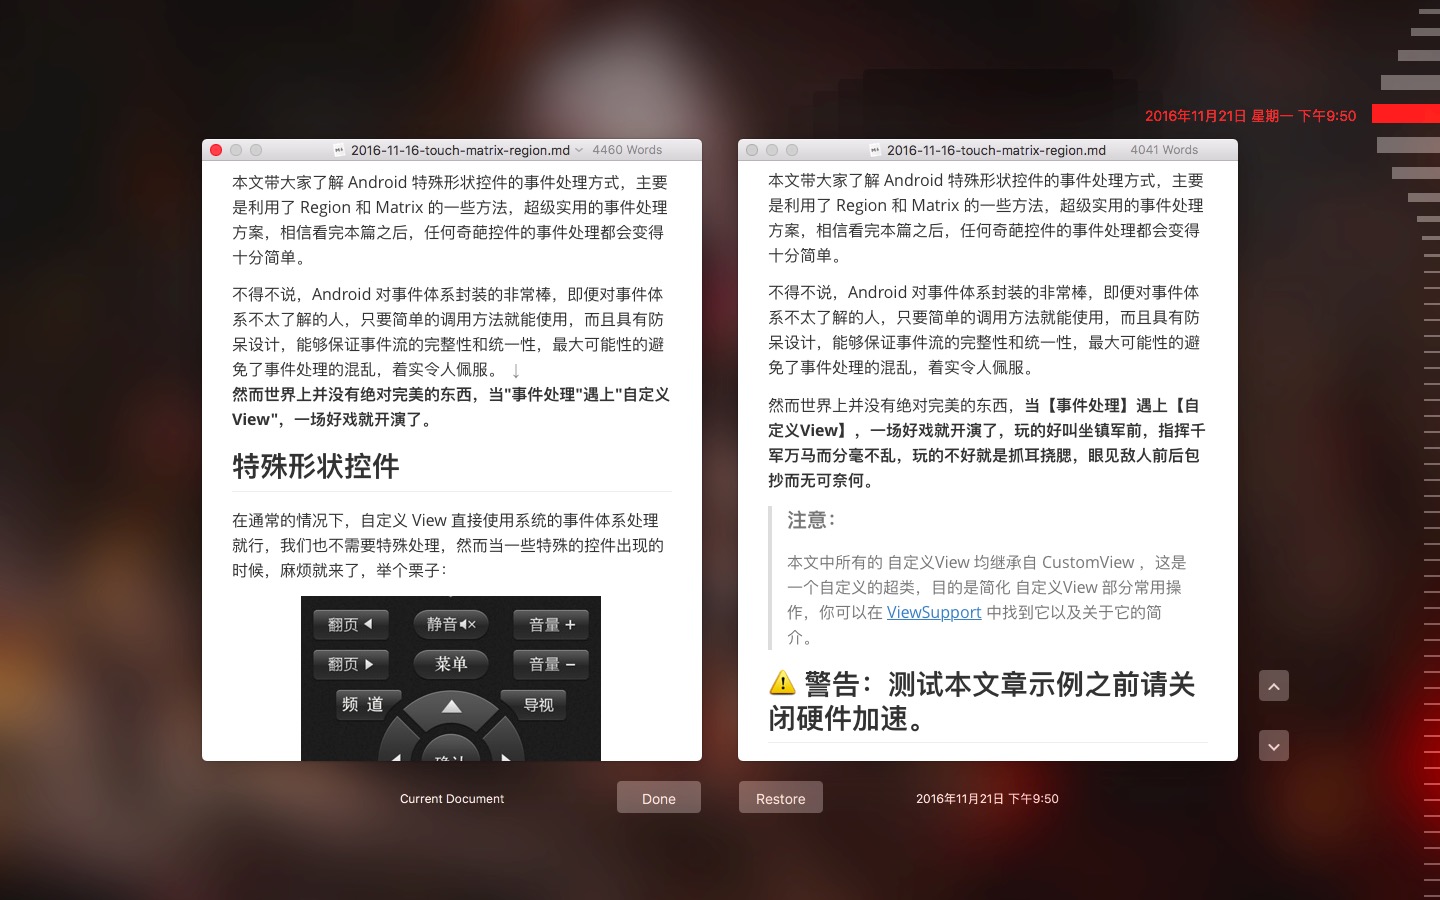 2016年11月21日 星期一 下午9:50
2016-11-16-touch-matrix-region.md
4460 Words
本文带大家了解 Android 特殊形状控件的事件处理方式，主要
是利用了 Region 和 Matrix 的一些方法，超级实用的事件处理
方案，相信看完本篇之后，任何奇葩控件的事件处理都会变得
十分简单。
不得不说，Android 对事件体系封装的非常棒，即便对事件体
系不太了解的人，只要简单的调用方法就能使用，而且具有防
呆设计，能够保证事件流的完整性和统一性，最大可能性的避
免了事件处理的混乱，着实令人佩服。 ↓
然而世界上并没有绝对完美的东西，当"事件处理"遇上"自定义
View"，一场好戏就开演了。
特殊形状控件
在通常的情况下，自定义 View 直接使用系统的事件体系处理
就行，我们也不需要特殊处理，然而当一些特殊的控件出现的
时候，麻烦就来了，举个栗子：
翻页
静音
音量 +
翻页
菜单
音量 −
频 道
导视
2016-11-16-touch-matrix-region.md
4041 Words
本文带大家了解 Android 特殊形状控件的事件处理方式，主要
是利用了 Region 和 Matrix 的一些方法，超级实用的事件处理
方案，相信看完本篇之后，任何奇葩控件的事件处理都会变得
十分简单。
不得不说，Android 对事件体系封装的非常棒，即便对事件体
系不太了解的人，只要简单的调用方法就能使用，而且具有防
呆设计，能够保证事件流的完整性和统一性，最大可能性的避
免了事件处理的混乱，着实令人佩服。
然而世界上并没有绝对完美的东西，当【事件处理】遇上【自
定义View】，一场好戏就开演了，玩的好叫坐镇军前，指挥千
军万马而分毫不乱，玩的不好就是抓耳挠腮，眼见敌人前后包
抄而无可奈何。
注意：
本文中所有的 自定义View 均继承自 CustomView ，这是
一个自定义的超类，目的是简化 自定义View 部分常用操
作，你可以在 ViewSupport 中找到它以及关于它的简
介。
⚠️ 警告：测试本文章示例之前请关
闭硬件加速。
Current Document
Done
Restore
2016年11月21日 下午9:50